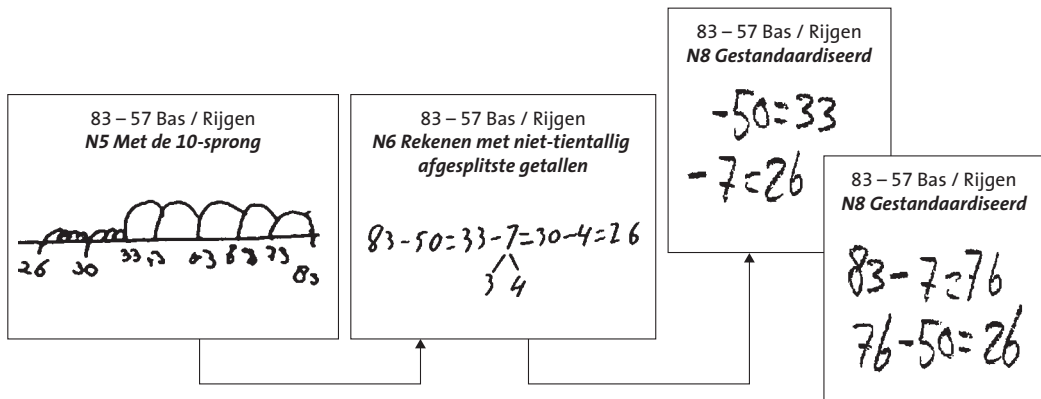 83 – 57 Bas / Rijgen
N5 Met de 10-sprong
26 30 33 43 73 83
83 – 57 Bas / Rijgen
N6 Rekenen met niet-tientallig
afgesplitste getallen
83-50=33-7=30-4=26
3 4
83 – 57 Bas / Rijgen
N8 Gestandaardiseerd
-50=33
-7=26
83 – 57 Bas / Rijgen
N8 Gestandaardiseerd
83-7=76
76-50=26